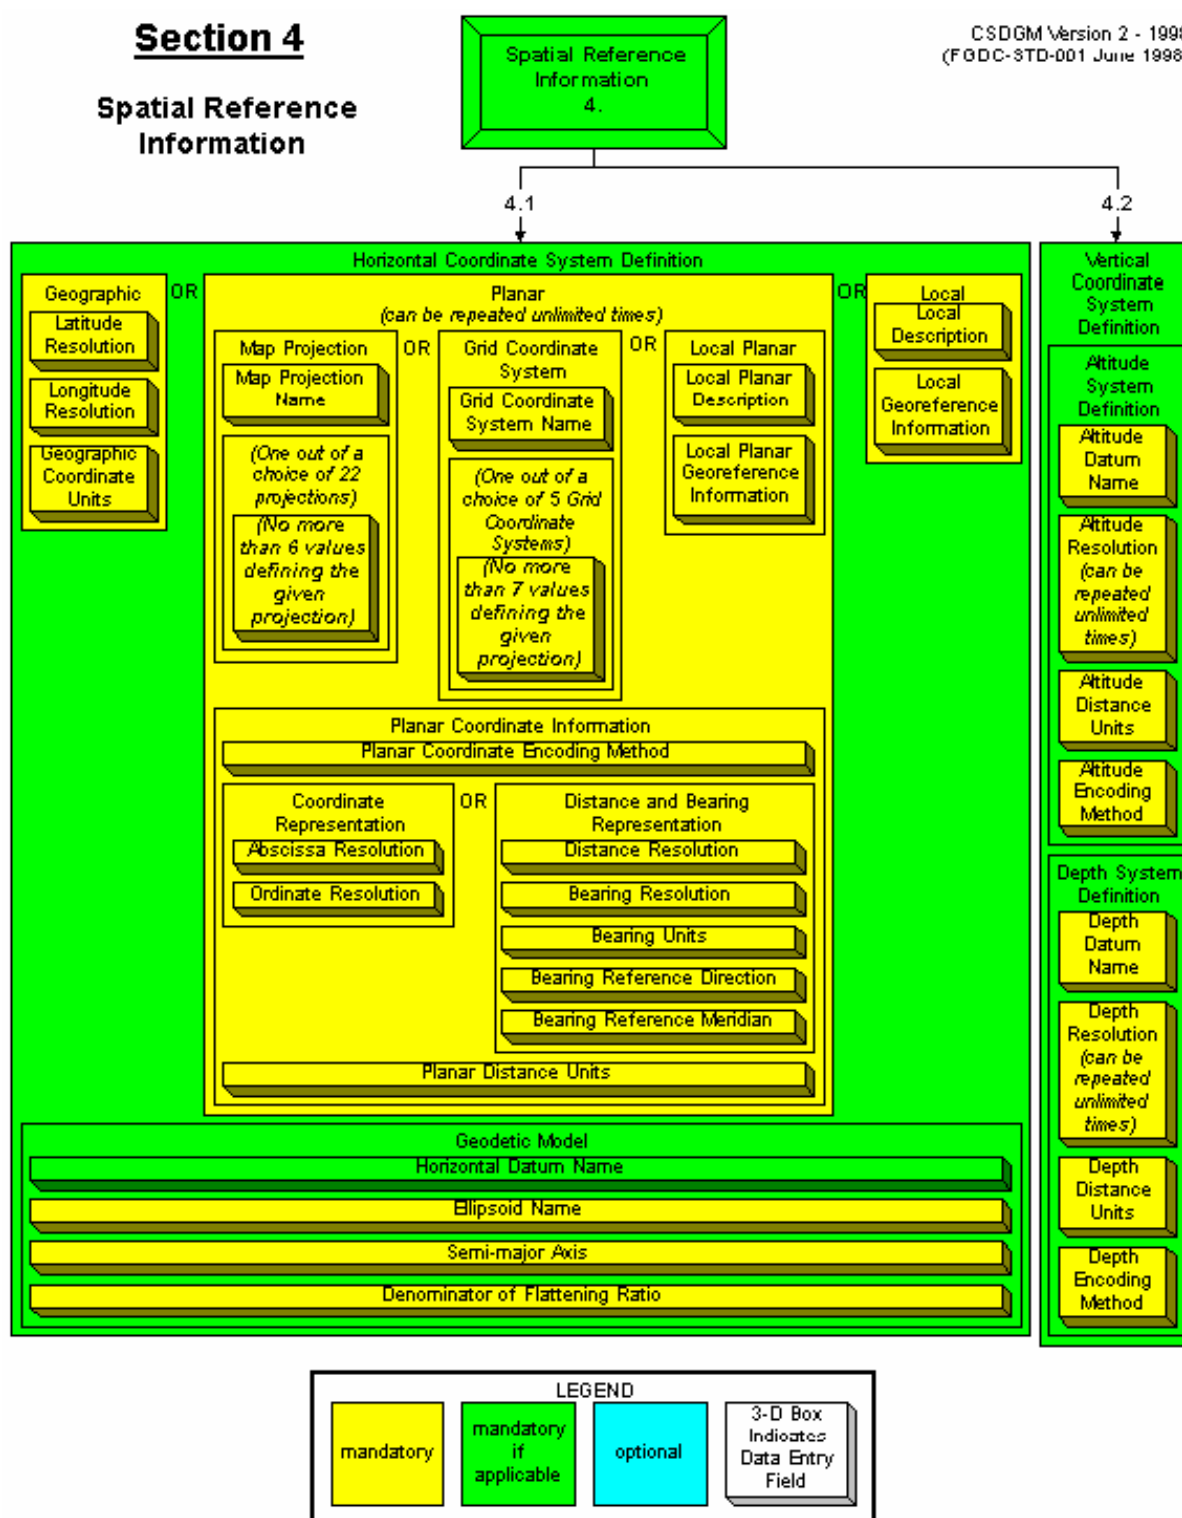 Section 4
Spatial Reference
Information
Spatial Reference
Information
4.
CSDGM Version 2 - 1998
(FGDC-STD-001 June 1998
4.1
4.2
Horizontal Coordinate System Definition
Geographic
Latitude
Resolution
Longitude
Resolution
Geographic
Coordinate
Units
OR
Planar
(can be repeated unlimited times)
Map Projection
Map Projection
Name
(One out of a
choice of 22
projections)
(No more
than 6 values
defining the
given
projection)
OR
Grid Coordinate
System
Grid Coordinate
System Name
(One out of a
choice of 5 Grid
Coordinate
Systems)
(No more
than 7 values
defining the
given
projection)
OR
Local Planar
Local Planar
Description
Local Planar
Georeference
Information
Planar Coordinate Information
Planar Coordinate Encoding Method
Coordinate
Representation
Abscissa Resolution
Ordinate Resolution
OR
Distance and Bearing
Representation
Distance Resolution
Bearing Resolution
Bearing Units
Bearing Reference Direction
Bearing Reference Meridian
Planar Distance Units
OR
Local
Local
Description
Local
Georeference
Information
Geodetic Model
Horizontal Datum Name
Ellipsoid Name
Semi-major Axis
Denominator of Flattening Ratio
Vertical
Coordinate
System
Definition
Altitude
System
Definition
Altitude
Datum
Name
Altitude
Resolution
(can be
repeated
unlimited
times)
Altitude
Distance
Units
Altitude
Encoding
Method
Depth System
Definition
Depth
Datum
Name
Depth
Resolution
(can be
repeated
unlimited
times)
Depth
Distance
Units
Depth
Encoding
Method
LEGEND
mandatory
mandatory
if
applicable
optional
3-D Box
Indicates
Data Entry
Field